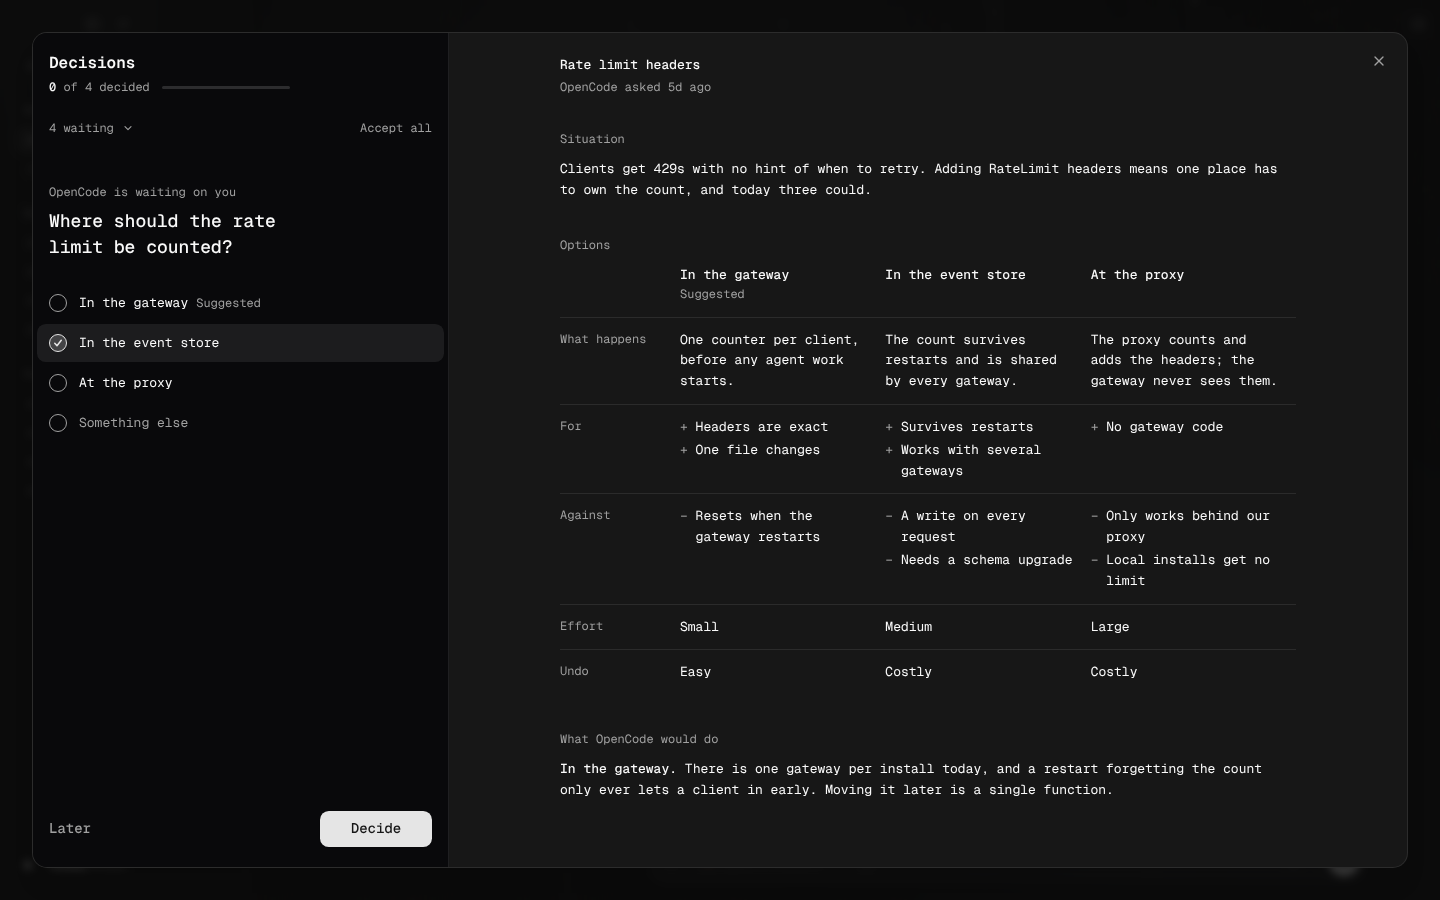 Decisions
0 of 4 decided
4 waiting
Accept all
OpenCode is waiting on you
Where should the rate
limit be counted?
In the gateway Suggested
In the event store
At the proxy
Something else
Later
Decide
Rate limit headers
OpenCode asked 5d ago
Situation
Clients get 429s with no hint of when to retry. Adding RateLimit headers means one place has
to own the count, and today three could.
Options
In the gateway
Suggested
In the event store
At the proxy
What happens
One counter per client,
before any agent work
starts.
The count survives
restarts and is shared
by every gateway.
The proxy counts and
adds the headers; the
gateway never sees them.
For
+ Headers are exact
+ One file changes
+ Survives restarts
+ Works with several
gateways
+ No gateway code
Against
− Resets when the
gateway restarts
− A write on every
request
− Needs a schema upgrade
− Only works behind our
proxy
− Local installs get no
limit
Effort
Small
Medium
Large
Undo
Easy
Costly
Costly
What OpenCode would do
In the gateway. There is one gateway per install today, and a restart forgetting the count
only ever lets a client in early. Moving it later is a single function.